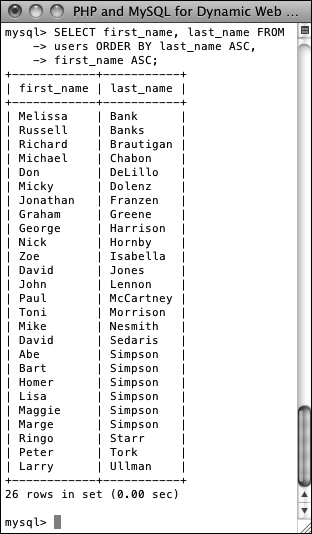 PHP and MySQL for Dynamic Web ...
mysql> SELECT first_name, last_name FROM
    -> users ORDER BY last_name ASC,
    -> first_name ASC;
+------------+-----------+
| first_name | last_name |
+------------+-----------+
| Melissa    | Bank      |
| Russell    | Banks     |
| Richard    | Brautigan |
| Michael    | Chabon    |
| Don        | DeLillo   |
| Micky      | Dolenz    |
| Jonathan   | Franzen   |
| Graham     | Greene    |
| George     | Harrison  |
| Nick       | Hornby    |
| Zoe        | Isabella  |
| David      | Jones     |
| John       | Lennon    |
| Paul       | McCartney |
| Toni       | Morrison  |
| Mike       | Nesmith   |
| David      | Sedaris   |
| Abe        | Simpson   |
| Bart       | Simpson   |
| Homer      | Simpson   |
| Lisa       | Simpson   |
| Maggie     | Simpson   |
| Marge      | Simpson   |
| Ringo      | Starr     |
| Peter      | Tork      |
| Larry      | Ullman    |
+------------+-----------+
26 rows in set (0.00 sec)
mysql>